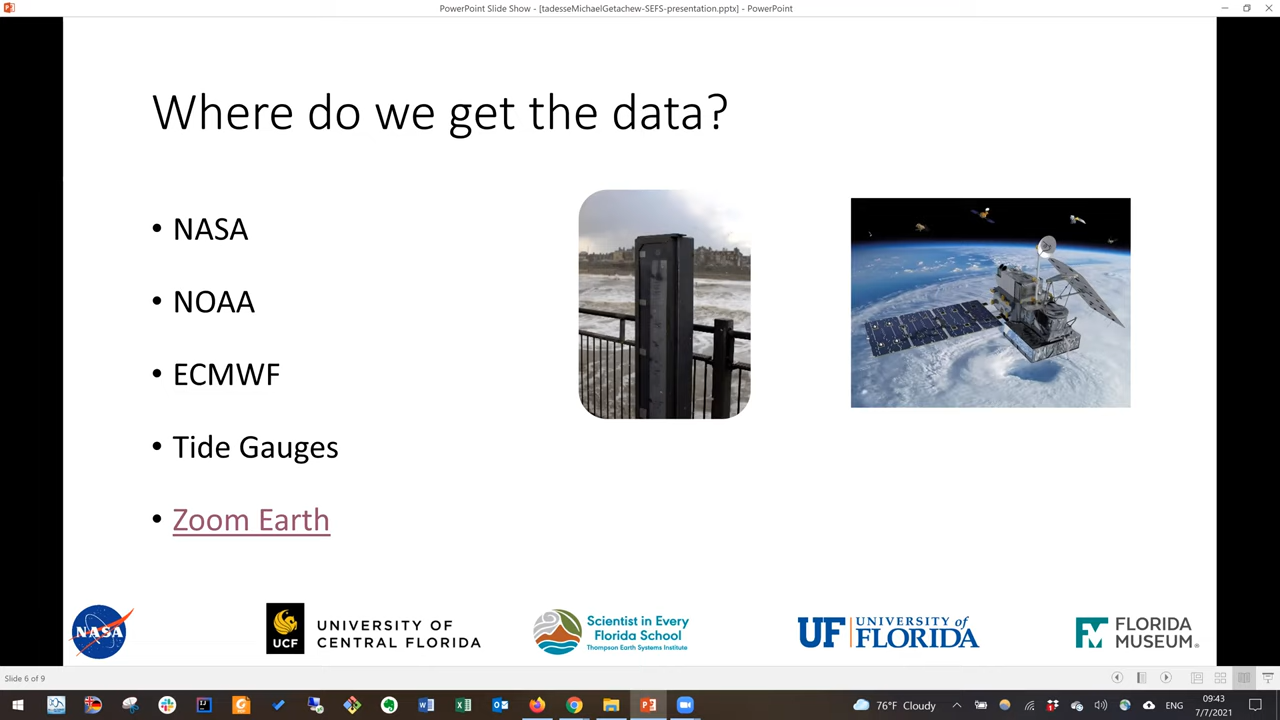 PowerPoint Slide Show - [tadesseMichaelGetachew-SEFS-presentation.pptx] - PowerPoint
Where do we get the data?
• NASA
• NOAA
• ECMWF
• Tide Gauges
• Zoom Earth
NASA
UCF
UNIVERSITY OF
CENTRAL FLORIDA
Scientist in Every
Florida School
Thompson Earth Systems Institute
UF
UNIVERSITY of
FLORIDA
FLORIDA
MUSEUM®
Slide 6 of 9
76°F Cloudy
ENG
09:43
7/7/2021